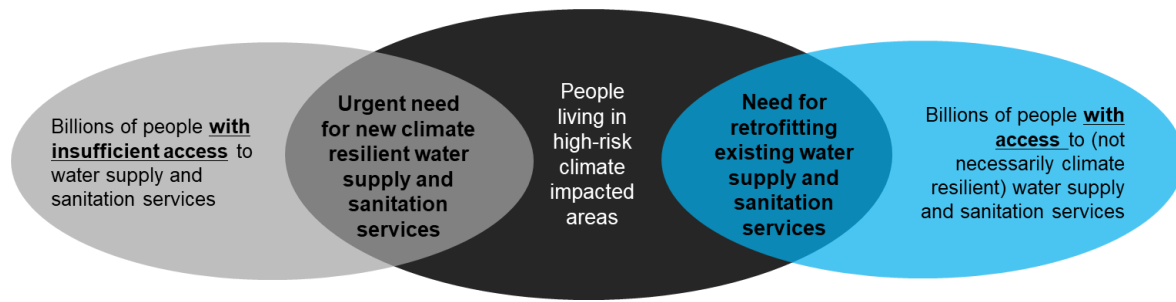 Billions of people with
insufficient access to
water supply and
sanitation services
Urgent need
for new climate
resilient water
supply and
sanitation
services
People
living in
high-risk
climate
impacted
areas
Need for
retrofitting
existing water
supply and
sanitation
services
Billions of people with
access to (not
necessarily climate
resilient) water supply
and sanitation services